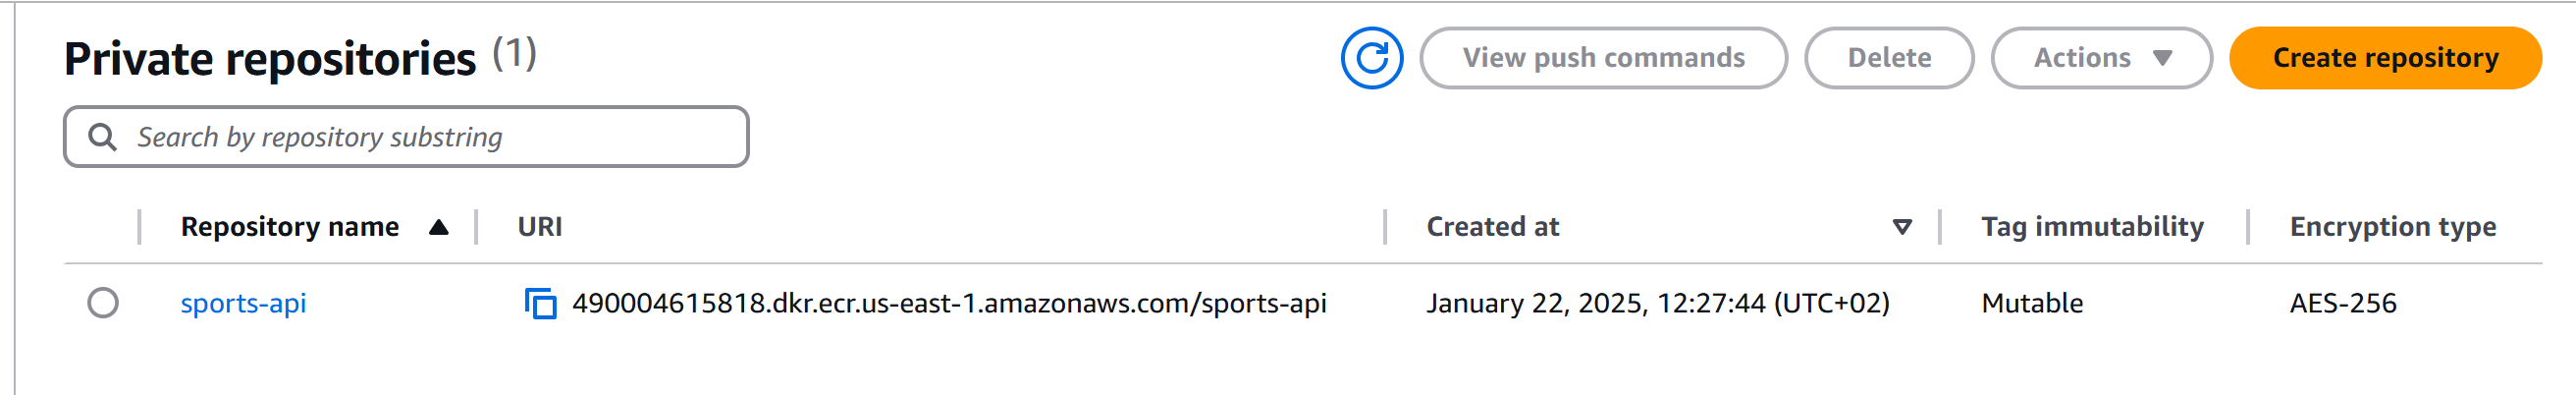 Private repositories (1)
View push commands
Delete
Actions
Create repository
Search by repository substring
Repository name
URI
Created at
Tag immutability
Encryption type
sports-api
490004615818.dkr.ecr.us-east-1.amazonaws.com/sports-api
January 22, 2025, 12:27:44 (UTC+02)
Mutable
AES-256